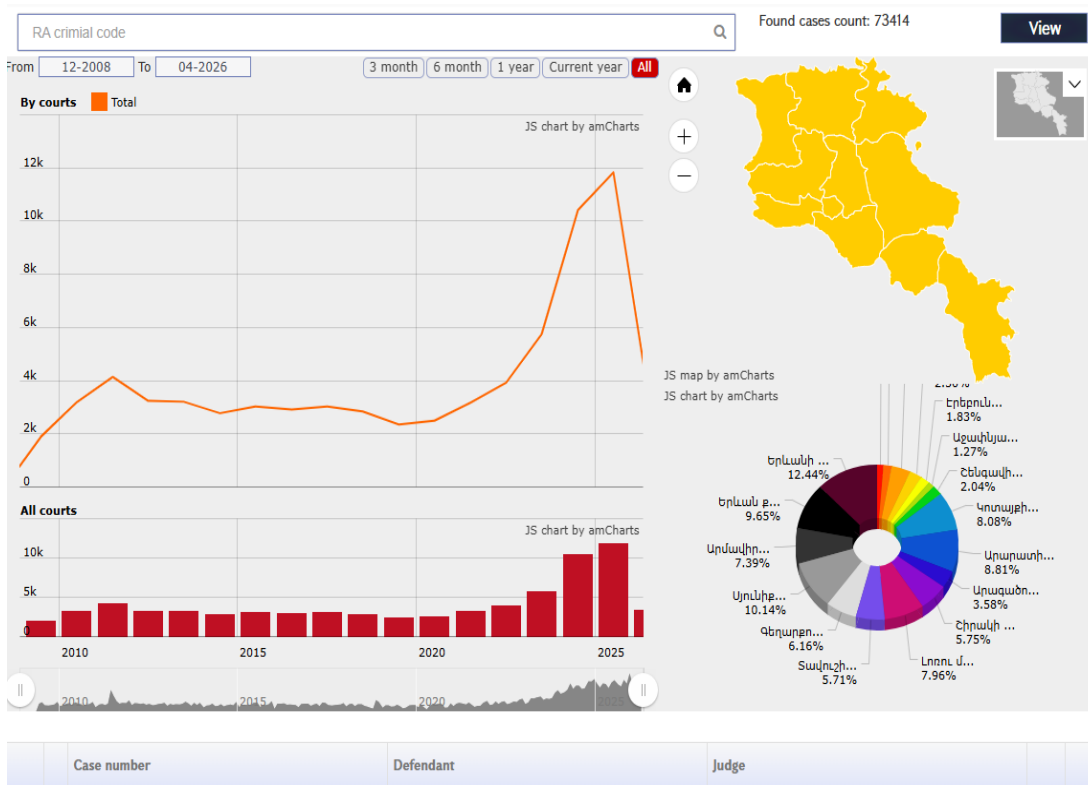 RA crimial code
Found cases count: 73414
View
From 12-2008 To 04-2026
3 month 6 month 1 year Current year All
By courts Total
JS chart by amCharts
12k
10k
8k
6k
4k
2k
0
All courts
JS chart by amCharts
10k
5k
0
2010 2015 2020 2025
2010 2015 2020 2025
JS map by amCharts
JS chart by amCharts
Էրեբուն...
1.83%
Աջափնյա...
1.27%
Շենգավի...
2.04%
Կոտայքի...
8.08%
Արարատի...
8.81%
Արագածո...
3.58%
Շիրակի ...
5.75%
Լոռու մ...
7.96%
Տավուշի...
5.71%
Գեղարքո...
6.16%
Սյունիք...
10.14%
Արմավիր...
7.39%
Երևան ք...
9.65%
Երևանի ...
12.44%
Case number Defendant Judge